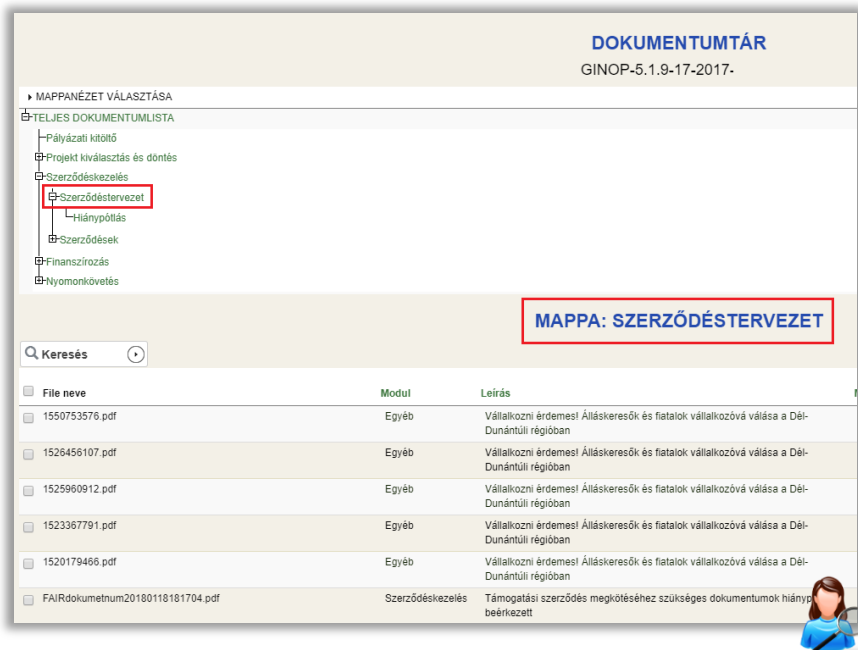 DOKUMENTUMTÁR
GINOP-5.1.9-17-2017-
MAPPANÉZET VÁLASZTÁSA
TELJES DOKUMENTUMLISTA
Pályázati kitöltő
Projekt kiválasztás és döntés
Szerződéskezelés
Szerződéstervezet
Hiánypótlás
Szerződések
Finanszírozás
Nyomonkövetés
MAPPA: SZERZŐDÉSTERVEZET
Keresés
File neve Modul Leírás
1550753576.pdf Egyéb Vállalkozni érdemes! Álláskeresők és fiatalok vállalkozóvá válása a Dél-
Dunántúli régióban
1526456107.pdf Egyéb Vállalkozni érdemes! Álláskeresők és fiatalok vállalkozóvá válása a Dél-
Dunántúli régióban
1525960912.pdf Egyéb Vállalkozni érdemes! Álláskeresők és fiatalok vállalkozóvá válása a Dél-
Dunántúli régióban
1523367791.pdf Egyéb Vállalkozni érdemes! Álláskeresők és fiatalok vállalkozóvá válása a Dél-
Dunántúli régióban
1520179466.pdf Egyéb Vállalkozni érdemes! Álláskeresők és fiatalok vállalkozóvá válása a Dél-
Dunántúli régióban
FAIRdokumetnum20180118181704.pdf Szerződéskezelés Támogatási szerződés megkötéséhez szükséges dokumentumok hiányp
beérkezett